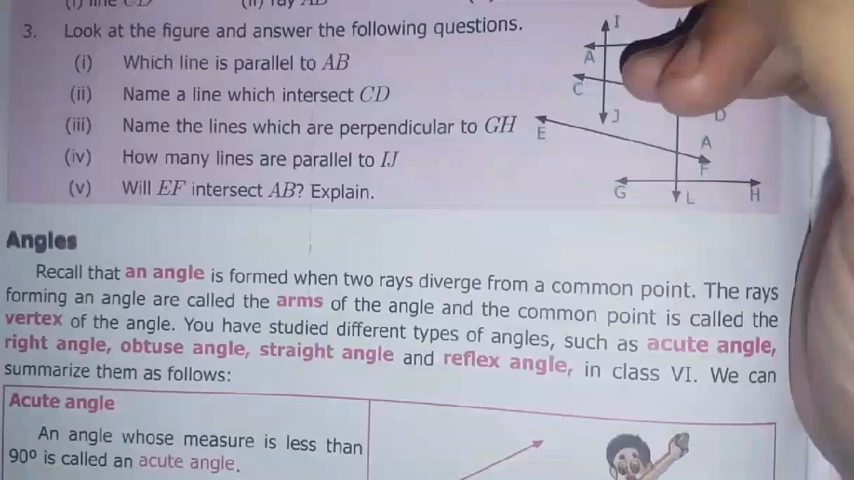 (i) line CD (ii) ray AB
3. Look at the figure and answer the following questions.
(i) Which line is parallel to AB
(ii) Name a line which intersect CD
(iii) Name the lines which are perpendicular to GH
(iv) How many lines are parallel to IJ
(v) Will EF intersect AB? Explain.
I
A
C
J
D
E
A
F
G
L
H
Angles
Recall that an angle is formed when two rays diverge from a common point. The rays
forming an angle are called the arms of the angle and the common point is called the
vertex of the angle. You have studied different types of angles, such as acute angle,
right angle, obtuse angle, straight angle and reflex angle, in class VI. We can
summarize them as follows:
Acute angle
An angle whose measure is less than
90º is called an acute angle.